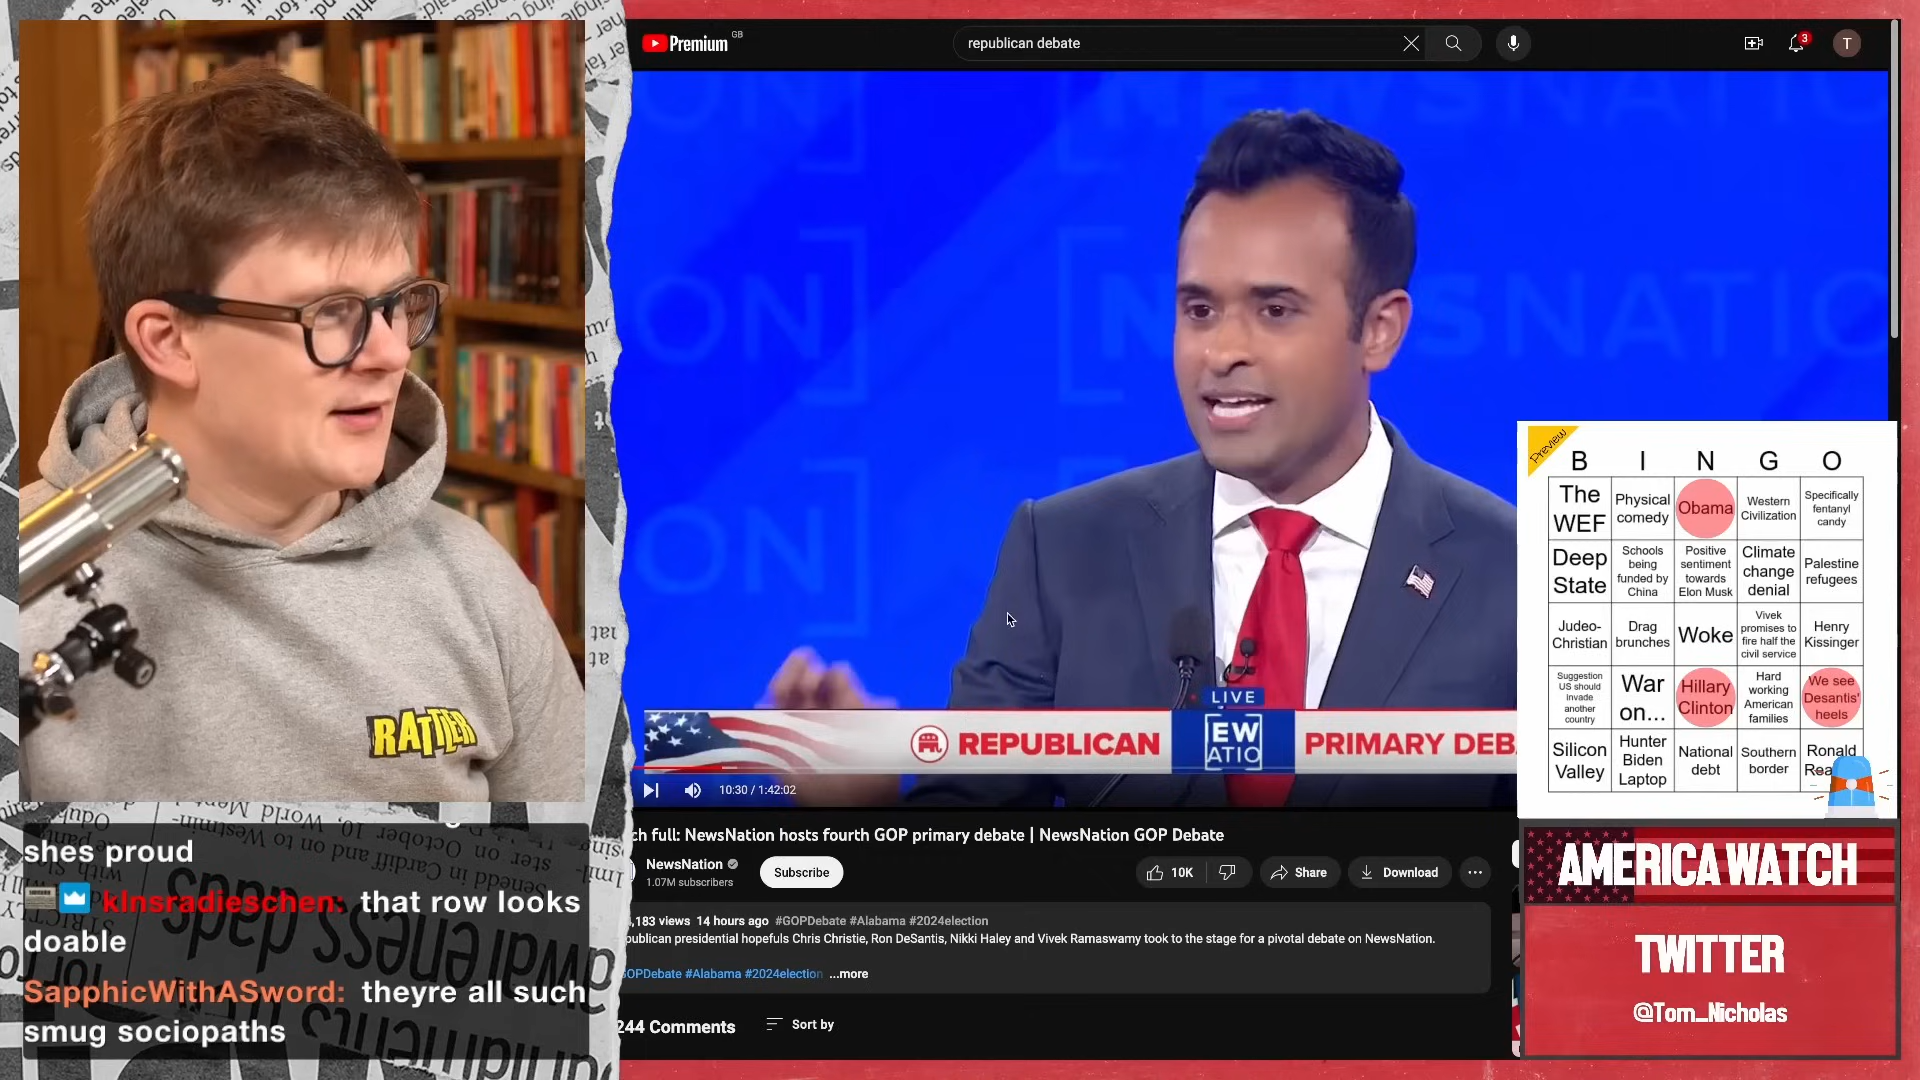 Premium GB
republican debate
3
T
NEWSNATIO
ON
NEWSNATIO
ON
ON
LIVE
REPUBLICAN
EW
ATIO
PRIMARY DEB
10:30 / 1:42:02
ch full: NewsNation hosts fourth GOP primary debate | NewsNation GOP Debate
NewsNation
1.07M subscribers
Subscribe
10K
Share
Download
,183 views 14 hours ago #GOPDebate #Alabama #2024election
publican presidential hopefuls Chris Christie, Ron DeSantis, Nikki Haley and Vivek Ramaswamy took to the stage for a pivotal debate on NewsNation.
GOPDebate #Alabama #2024election ...more
244 Comments
Sort by
RATTLER
shes proud
klnsradieschen: that row looks
doable
SapphicWithASword: theyre all such
smug sociopaths
Preview
B I N G O
The
WEF
Physical
comedy
Obama
Western
Civilization
Specifically
fentanyl
candy
Deep
State
Schools
being
funded by
China
Positive
sentiment
towards
Elon Musk
Climate
change
denial
Palestine
refugees
Judeo-
Christian
Drag
brunches
Woke
Vivek
promises to
fire half the
civil service
Henry
Kissinger
Suggestion
US should
invade
another
country
War
on...
Hillary
Clinton
Hard
working
American
families
We see
Desantis'
heels
Silicon
Valley
Hunter
Biden
Laptop
National
debt
Southern
border
Ronald
Rea
AMERICA WATCH
TWITTER
@Tom_Nicholas